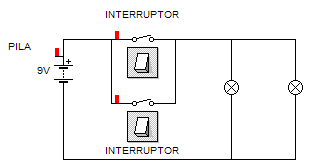 INTERRUPTOR
PILA
+
9V
INTERRUPTOR